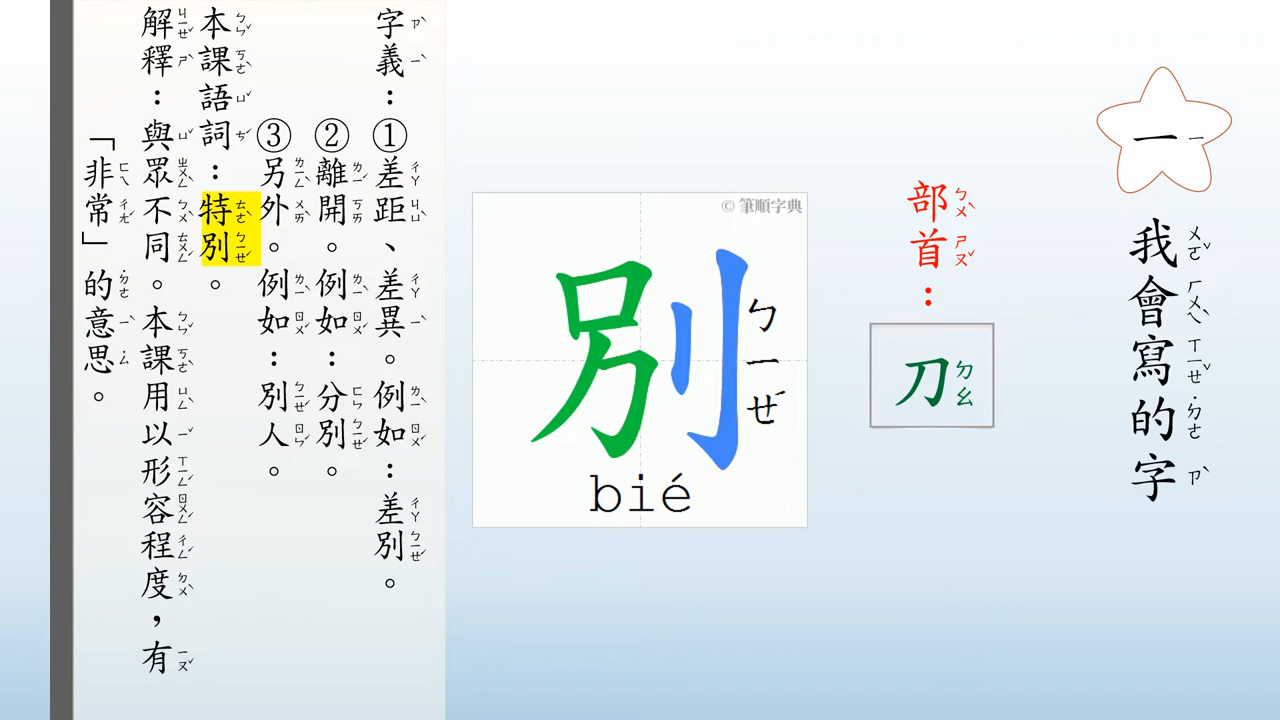 一
我會寫的字
部首：
刀
© 筆順字典
別
bié
字義：①差距、差異。例如：差別。
②離開。例如：分別。
③另外。例如：別人。
本課語詞：特別。
解釋：與眾不同。本課用以形容程度，有
「非常」的意思。